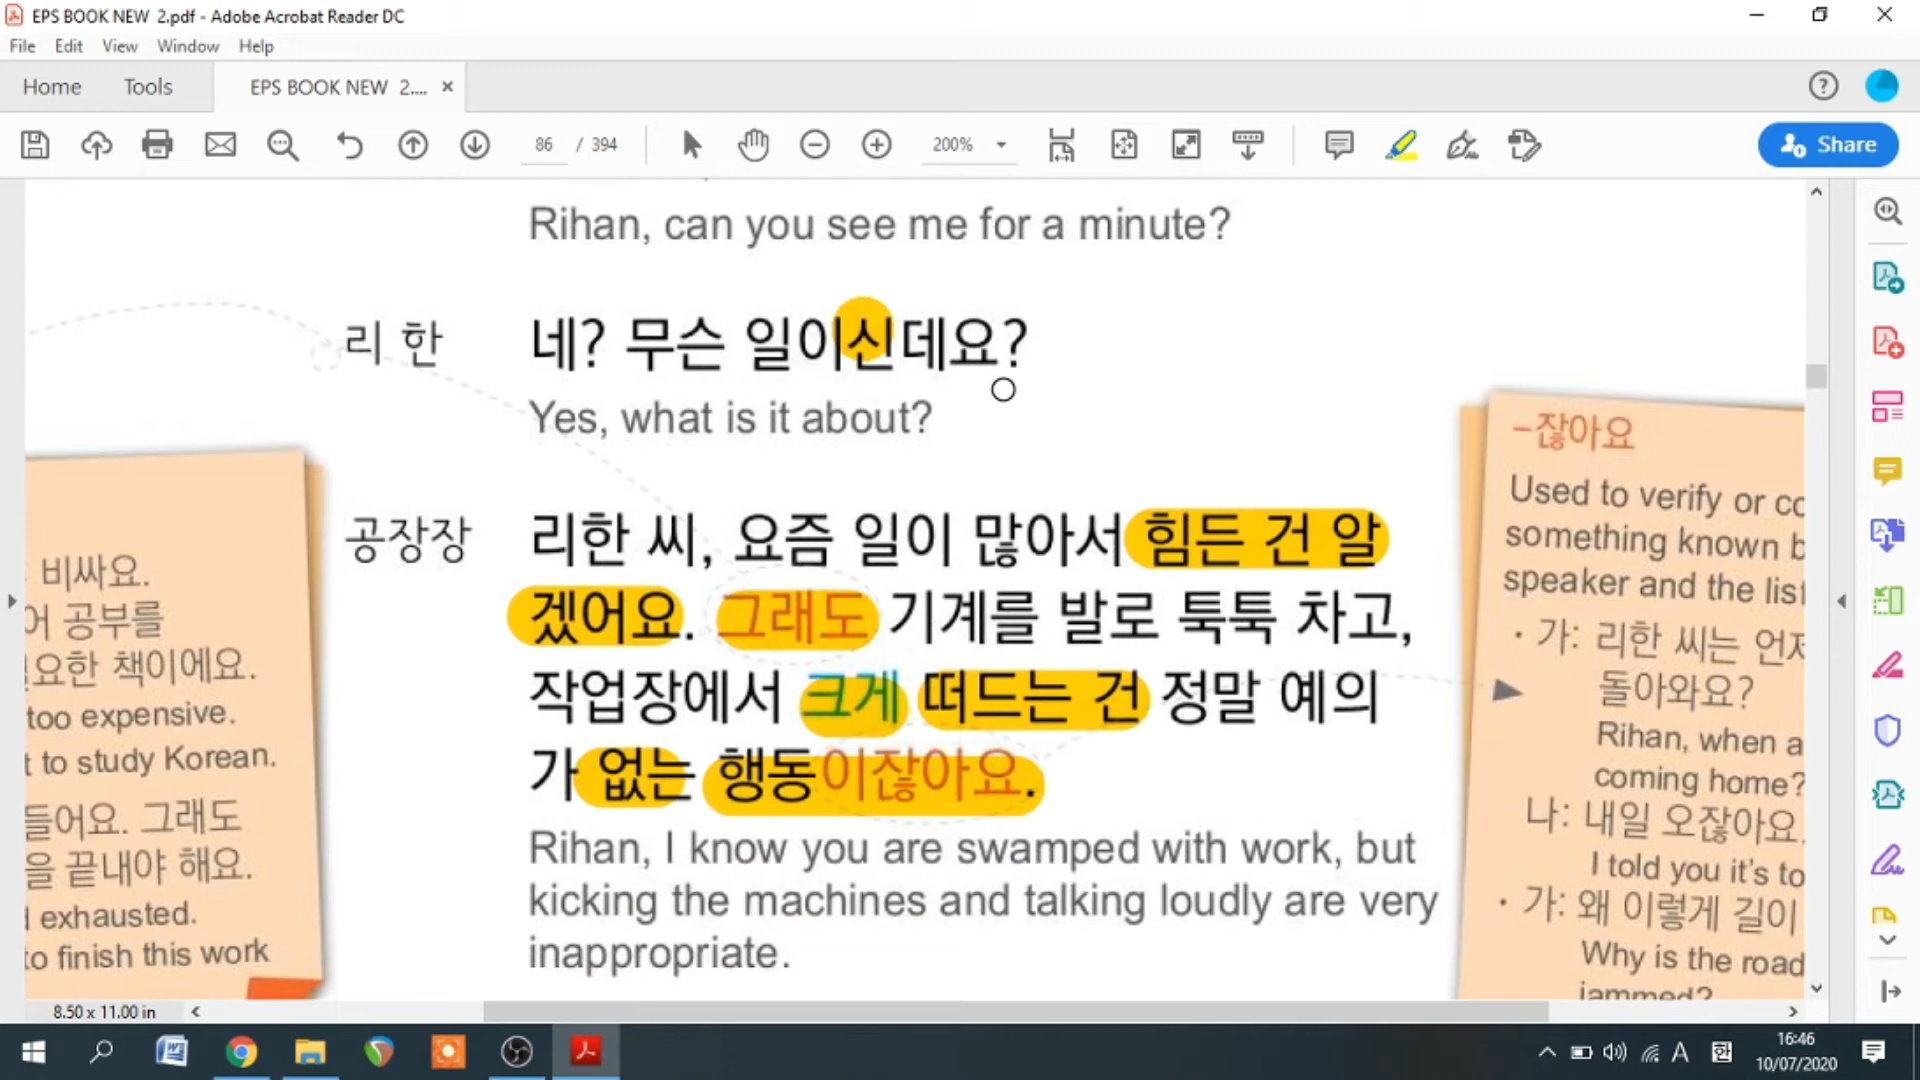 EPS BOOK NEW  2.pdf - Adobe Acrobat Reader DC
File Edit View Window Help
Home Tools EPS BOOK NEW  2.... ×
86 / 394 200% Share
Rihan, can you see me for a minute?
리 한 네? 무슨 일이신데요?
Yes, what is it about?
공장장 리한 씨, 요즘 일이 많아서 힘든 건 알
겠어요. 그래도 기계를 발로 툭툭 차고,
작업장에서 크게 떠드는 건 정말 예의
가 없는 행동이잖아요.
Rihan, I know you are swamped with work, but
kicking the machines and talking loudly are very
inappropriate.
비싸요.
어 공부를
요한 책이에요.
too expensive.
t to study Korean.
들어요. 그래도
을 끝내야 해요.
exhausted.
to finish this work
-잖아요
Used to verify or co
something known b
speaker and the list
· 가: 리한 씨는 언제
돌아와요?
Rihan, when a
coming home?
나: 내일 오잖아요.
I told you it's to
· 가: 왜 이렇게 길이
Why is the road
jammed?
8.50 x 11.00 in
A 한 16:46
10/07/2020